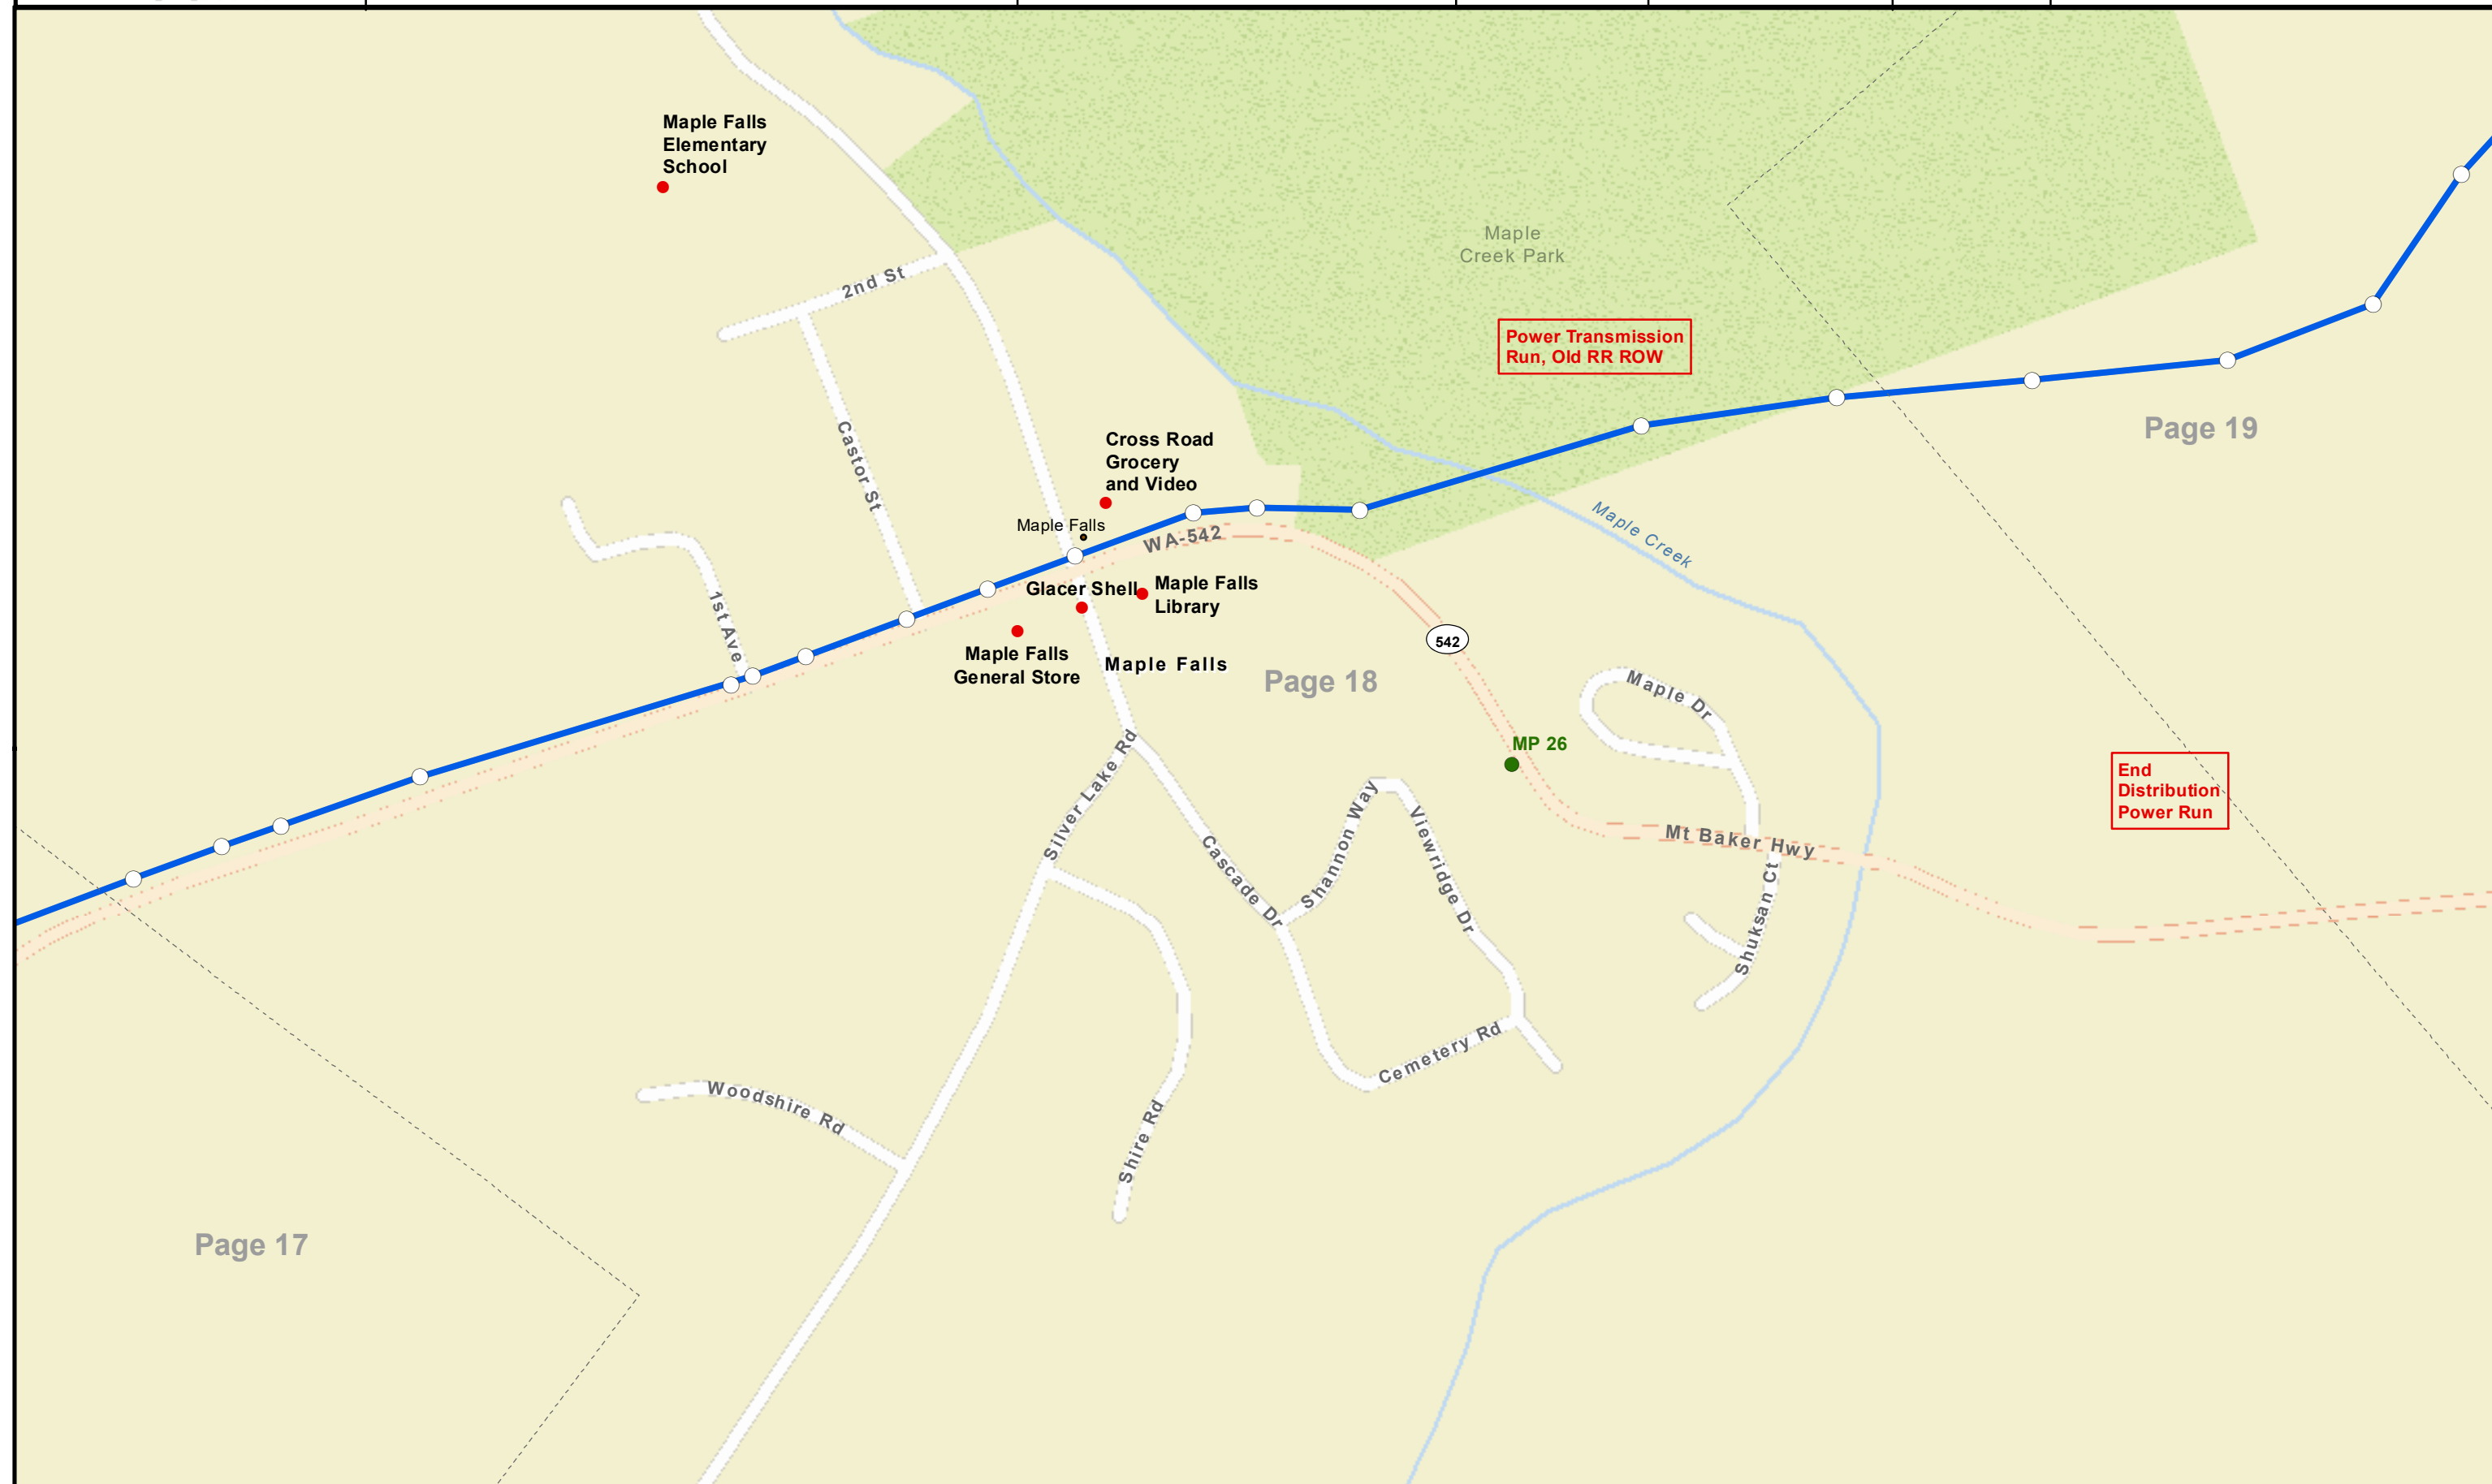 Maple Falls
Elementary
School
2nd St
Maple
Creek Park
Power Transmission
Run, Old RR ROW
Page 19
Castor St
Cross Road
Grocery
and Video
Maple Falls
WA-542
Maple Creek
1st Ave
Glacer Shell
Maple Falls
Library
542
Maple Falls
General Store
Maple Falls
Page 18
Maple Dr
MP 26
End
Distribution
Power Run
Silver Lake Rd
Cascade Dr
Shannon Way
Viewridge Dr
Mt Baker Hwy
Shuksan Ct
Cemetery Rd
Woodshire Rd
Shire Rd
Page 17